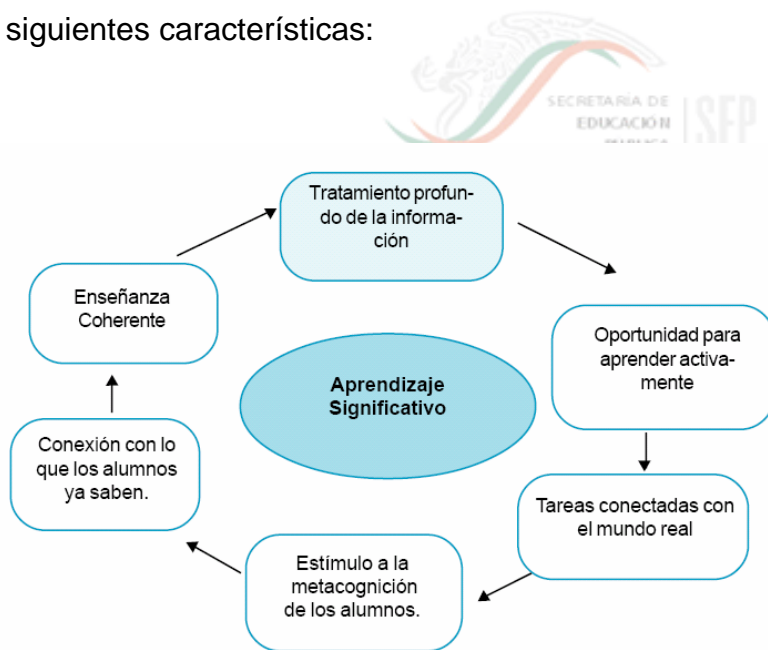 siguientes características:
SECRETARÍA DE
EDUCACIÓN
PÚBLICA
SEP
Tratamiento profun-
do de la informa-
ción
Enseñanza
Coherente
Oportunidad para
aprender activa-
mente
Aprendizaje
Significativo
Conexión con lo
que los alumnos
ya saben.
Tareas conectadas con
el mundo real
Estímulo a la
metacognición
de los alumnos.